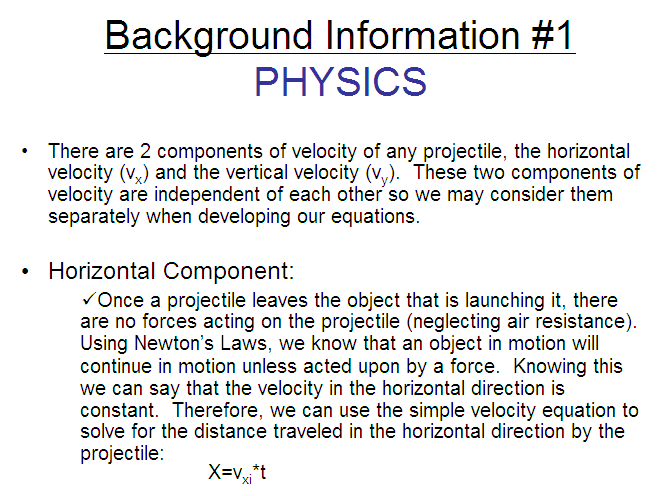 Background Information #1
PHYSICS
• There are 2 components of velocity of any projectile, the horizontal
velocity (vx) and the vertical velocity (vy). These two components of
velocity are independent of each other so we may consider them
separately when developing our equations.
• Horizontal Component:
✓Once a projectile leaves the object that is launching it, there
are no forces acting on the projectile (neglecting air resistance).
Using Newton's Laws, we know that an object in motion will
continue in motion unless acted upon by a force. Knowing this
we can say that the velocity in the horizontal direction is
constant. Therefore, we can use the simple velocity equation to
solve for the distance traveled in the horizontal direction by the
projectile:
X=vxi*t